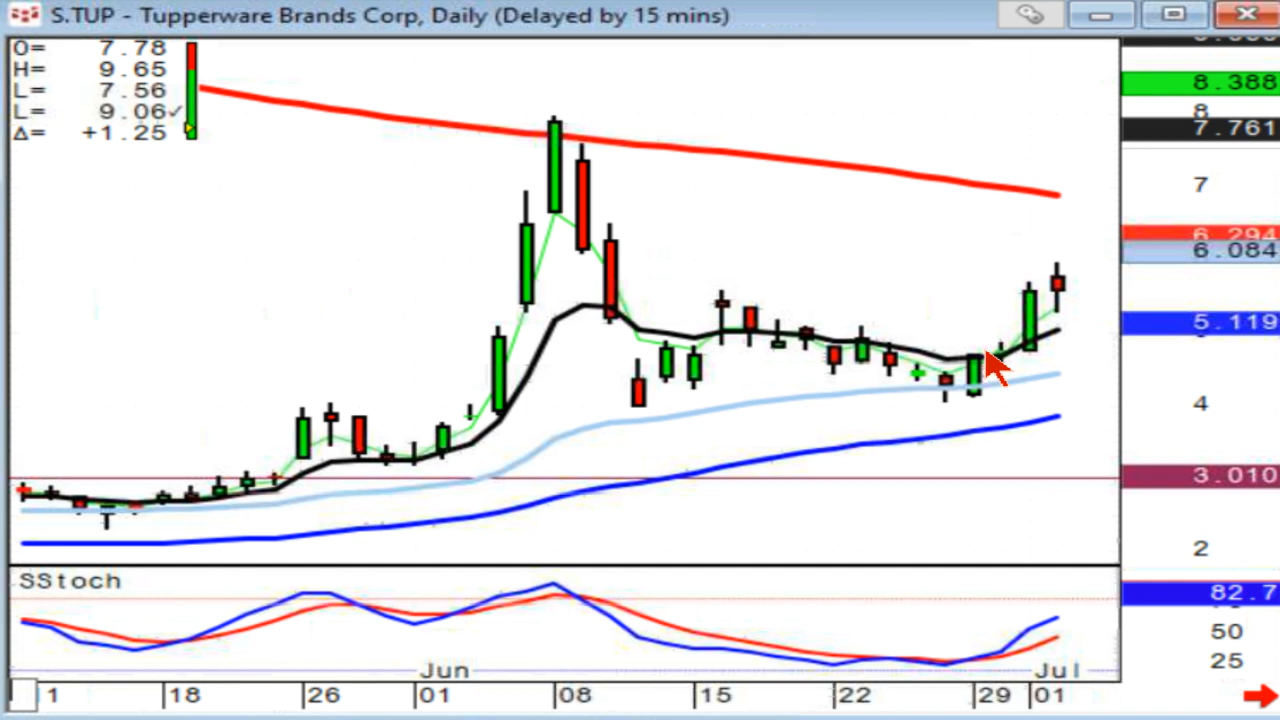 S.TUP - Tupperware Brands Corp, Daily (Delayed by 15 mins)
O= 7.78
H= 9.65
L= 7.56
L= 9.06✓
Δ= +1.25
8.388
8
7.761
7
6.294
6.084
5.119
4
3.010
2
SStoch
82.7
50
25
Jun Jul
1 18 26 01 08 15 22 29 01